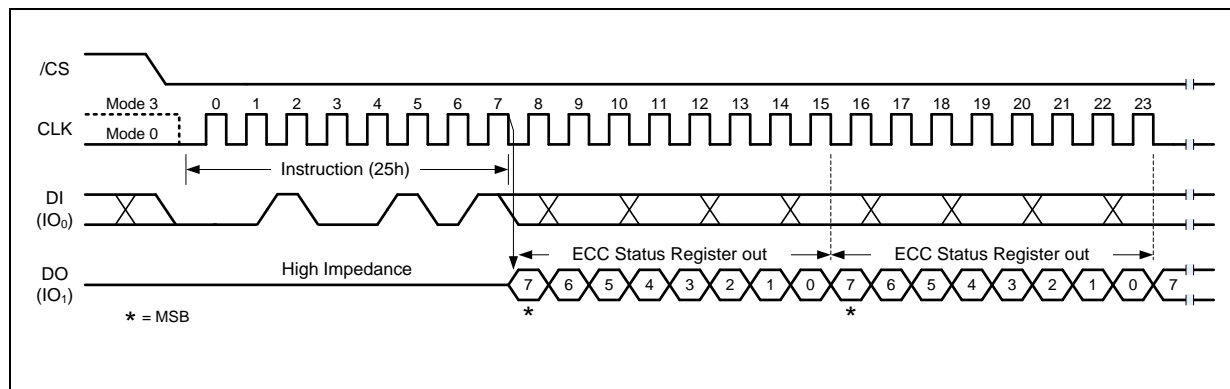 /CS
Mode 3 0 1 2 3 4 5 6 7 8 9 10 11 12 13 14 15 16 17 18 19 20 21 22 23
CLK Mode 0
Instruction (25h)
DI
(IO₀)
ECC Status Register out ECC Status Register out
DO High Impedance
(IO₁) 7 6 5 4 3 2 1 0 7 6 5 4 3 2 1 0 7
* *
* = MSB